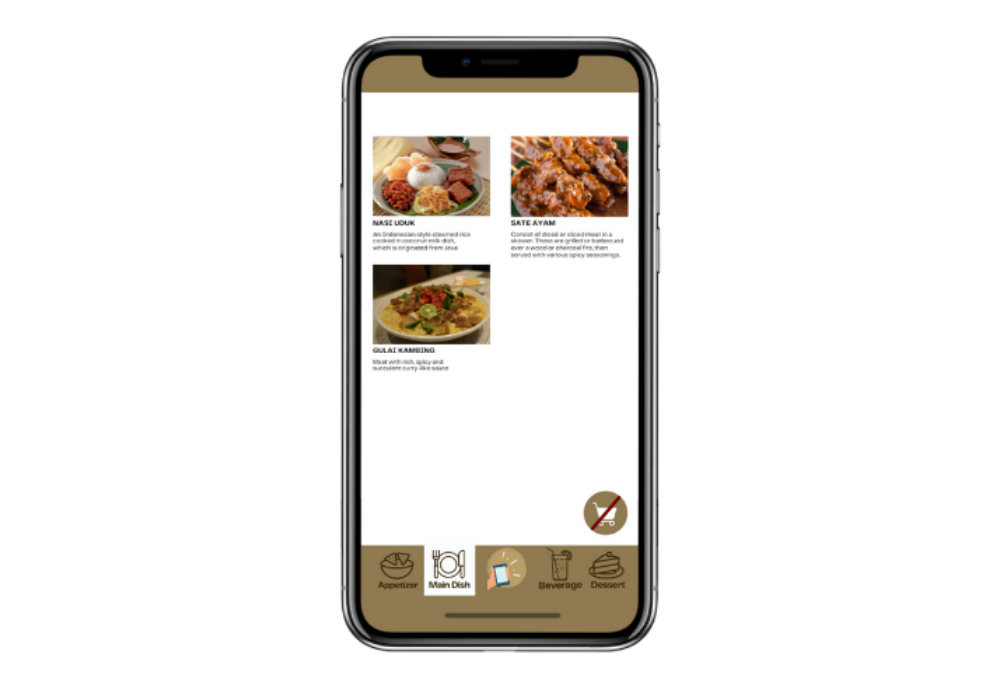 NASI UDUK
An Indonesian style steamed rice
cooked in coconut milk dish,
which is originated from Java
SATE AYAM
Consist of diced or sliced meat in a
skewer. These are grilled or barbecued
over a wood or charcoal fire, then
served with various spicy seasonings.
GULAI KAMBING
Meat with rich, spicy and
succulent curry-like sauce
Appetizer
Main Dish
Beverage
Dessert